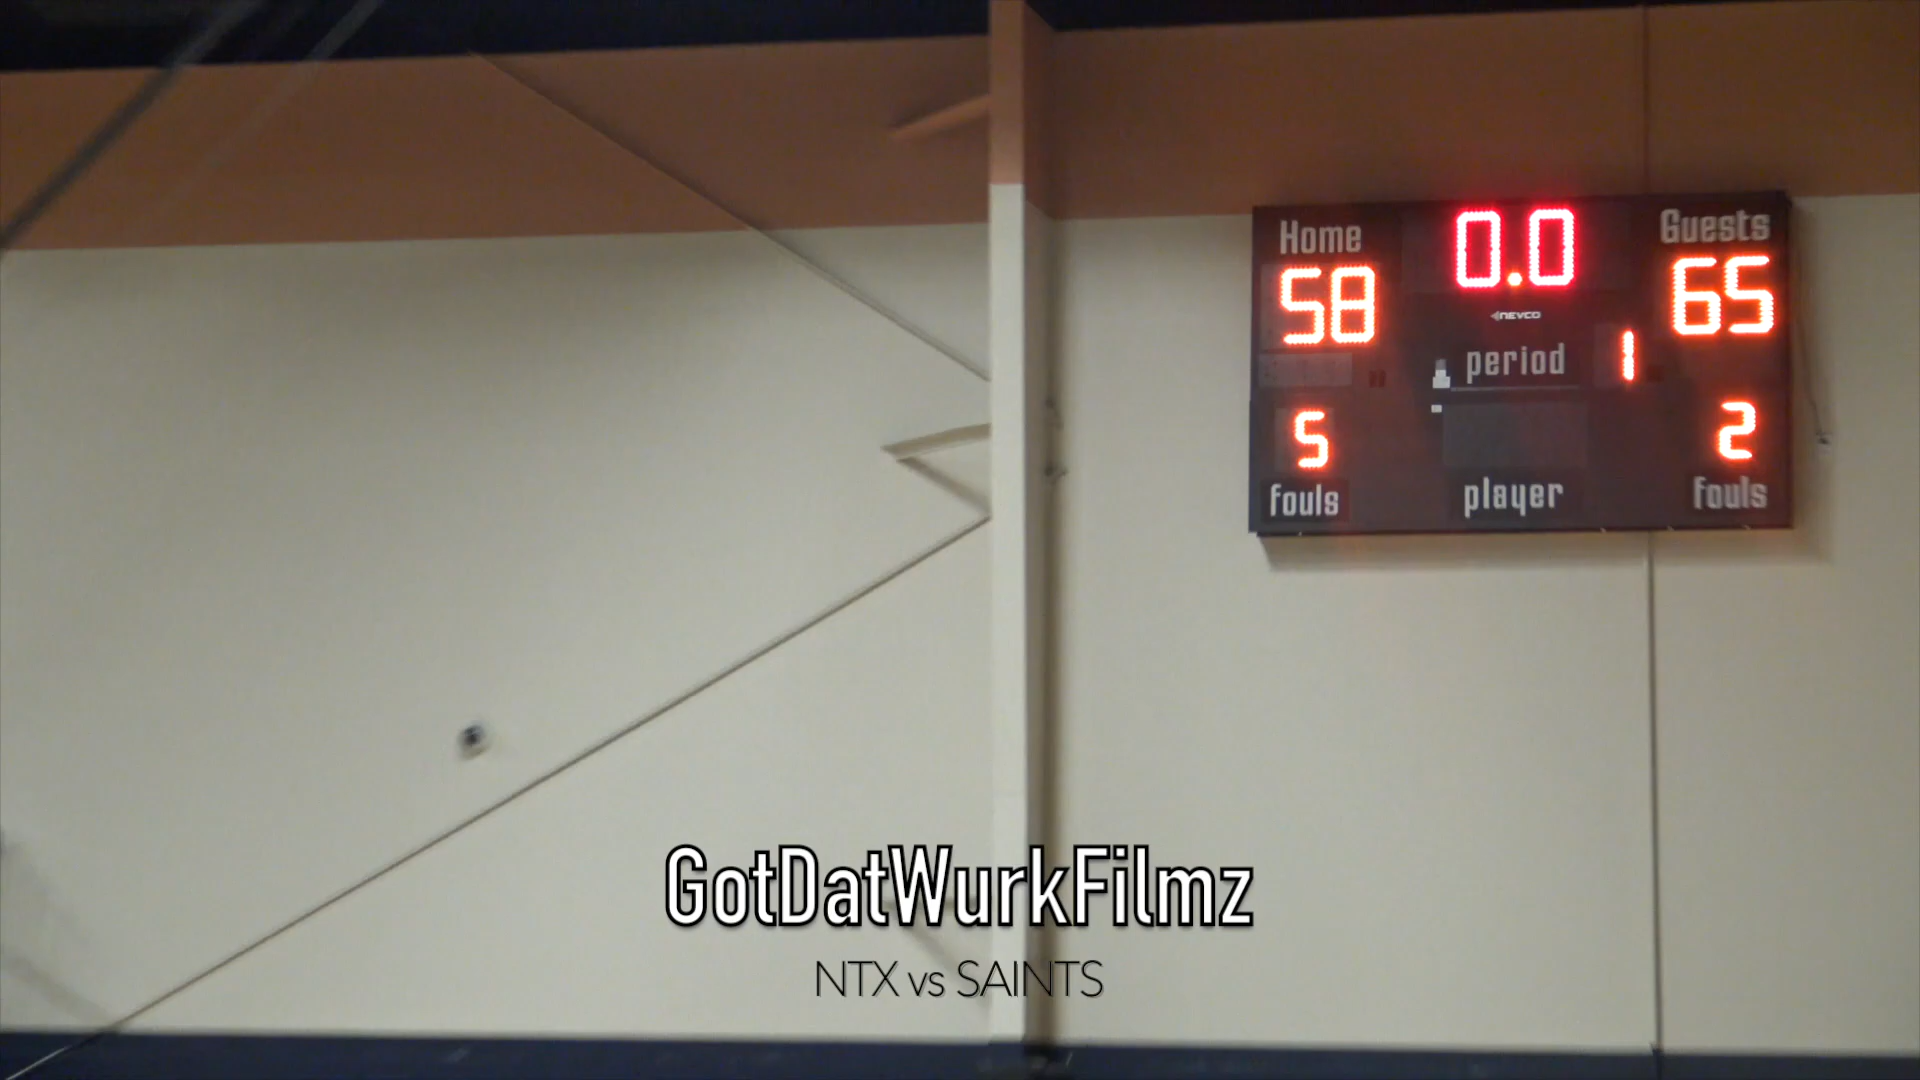 Home 0.0 Guests
58 65
NEVCO
period 1
5 2
fouls player fouls
GotDatWurkFilmz
NTX vs SAINTS